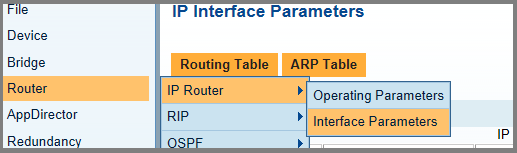 File
IP Interface Parameters
Device
Bridge
Routing Table
ARP Table
Router
IP Router
Operating Parameters
AppDirector
RIP
Interface Parameters
Redundancy
OSPF
IP